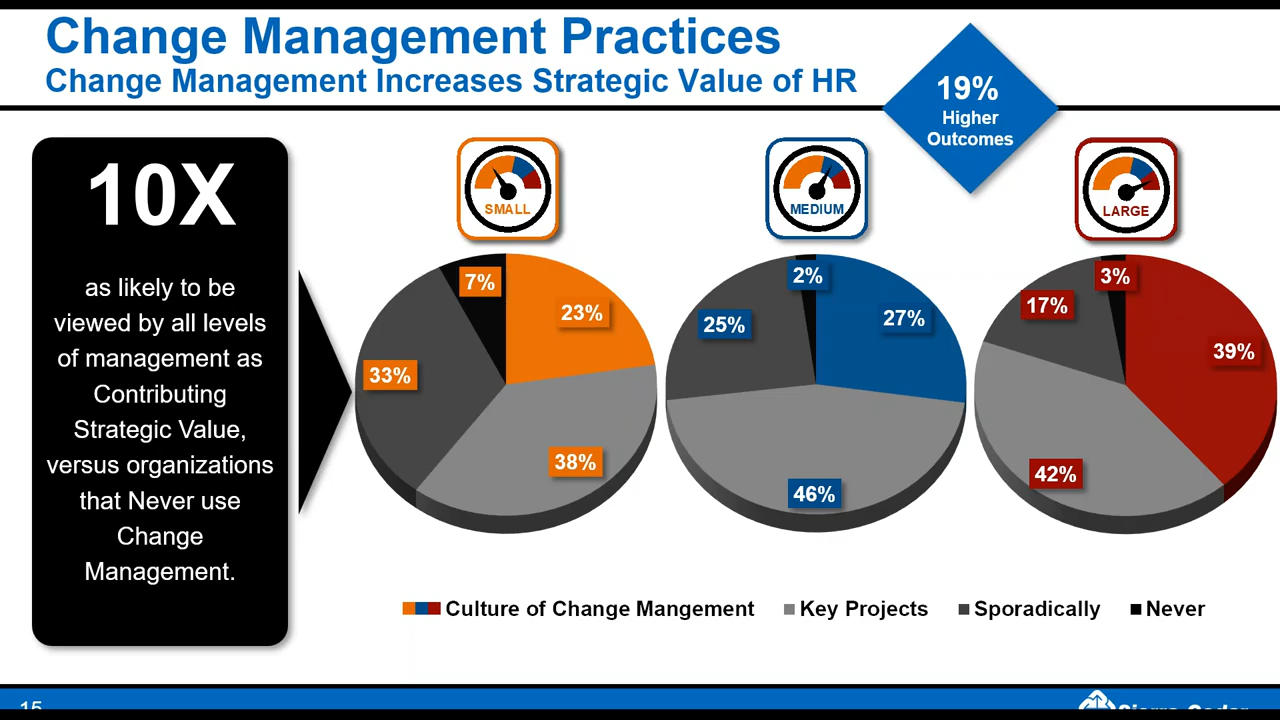 Change Management Practices
Change Management Increases Strategic Value of HR
19%
Higher
Outcomes
10X
as likely to be
viewed by all levels
of management as
Contributing
Strategic Value,
versus organizations
that Never use
Change
Management.
SMALL
MEDIUM
LARGE
7%
23%
33%
38%
2%
27%
25%
46%
3%
39%
17%
42%
Culture of Change Mangement
Key Projects
Sporadically
Never
15